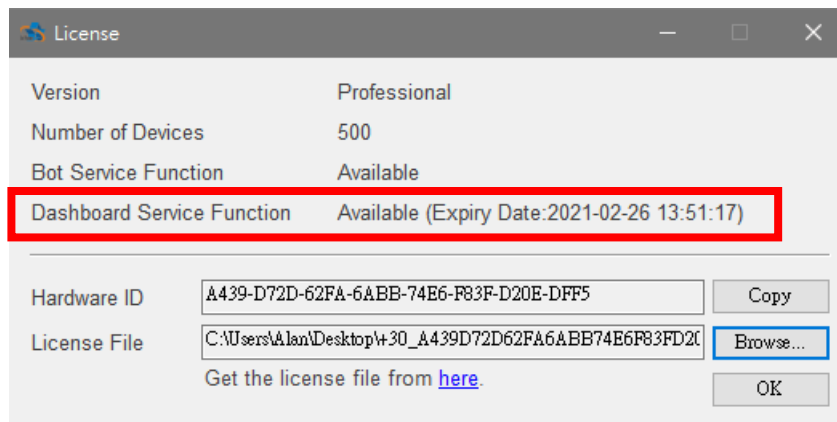 License
Version Professional
Number of Devices 500
Bot Service Function Available
Dashboard Service Function Available (Expiry Date:2021-02-26 13:51:17)
Hardware ID A439-D72D-62FA-6ABB-74E6-F83F-D20E-DFF5 Copy
License File C:\Users\Alan\Desktop\+30_A439D72D62FA6ABB74E6F83FD20 Browse...
Get the license file from here.
OK